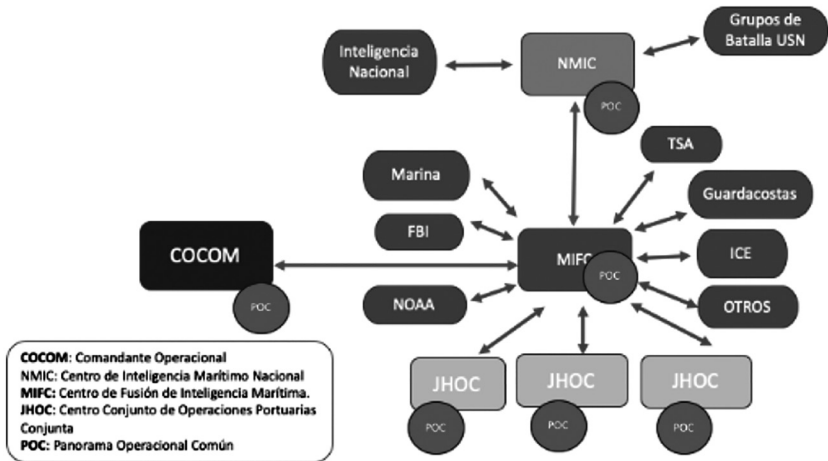 Grupos de
Batalla USN
Inteligencia
Nacional
NMIC
POC
TSA
Marina
Guardacostas
FBI
COCOM
MIFC
ICE
POC
POC
NOAA
OTROS
JHOC
JHOC
JHOC
POC
POC
POC
COCOM: Comandante Operacional
NMIC: Centro de Inteligencia Marítimo Nacional
MIFC: Centro de Fusión de Inteligencia Marítima.
JHOC: Centro Conjunto de Operaciones Portuarias
Conjunta
POC: Panorama Operacional Común